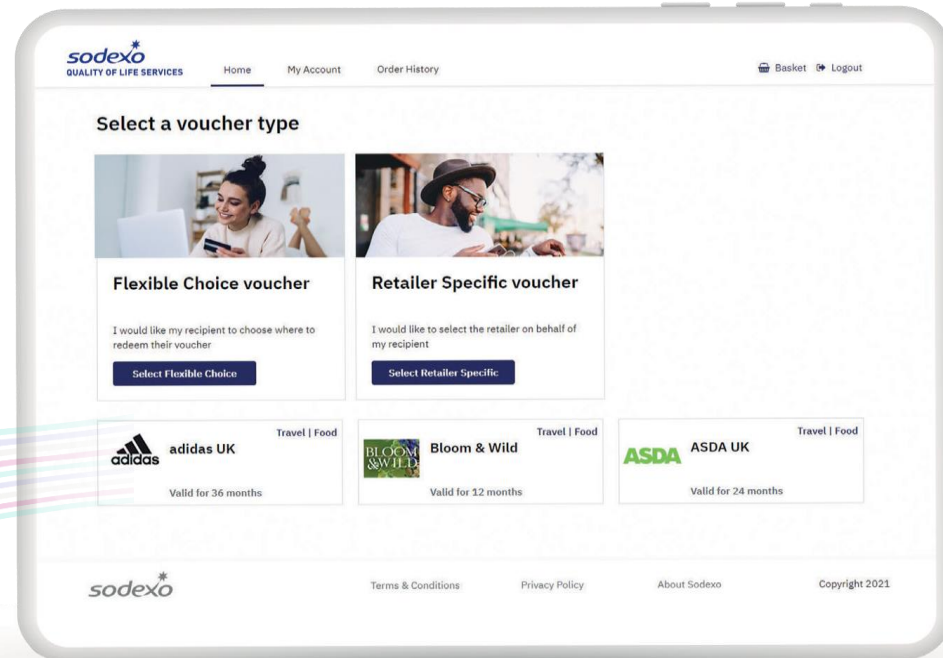 sodexo
QUALITY OF LIFE SERVICES
Home
My Account
Order History
Basket
Logout
Select a voucher type
Flexible Choice voucher
I would like my recipient to choose where to
redeem their voucher
Select Flexible Choice
Retailer Specific voucher
I would like to select the retailer on behalf of
my recipient
Select Retailer Specific
Travel | Food
adidas
adidas UK
Valid for 36 months
Travel | Food
BLOOM
&WILD
Bloom & Wild
Valid for 12 months
Travel | Food
ASDA
ASDA UK
Valid for 24 months
sodexo
Terms & Conditions
Privacy Policy
About Sodexo
Copyright 2021